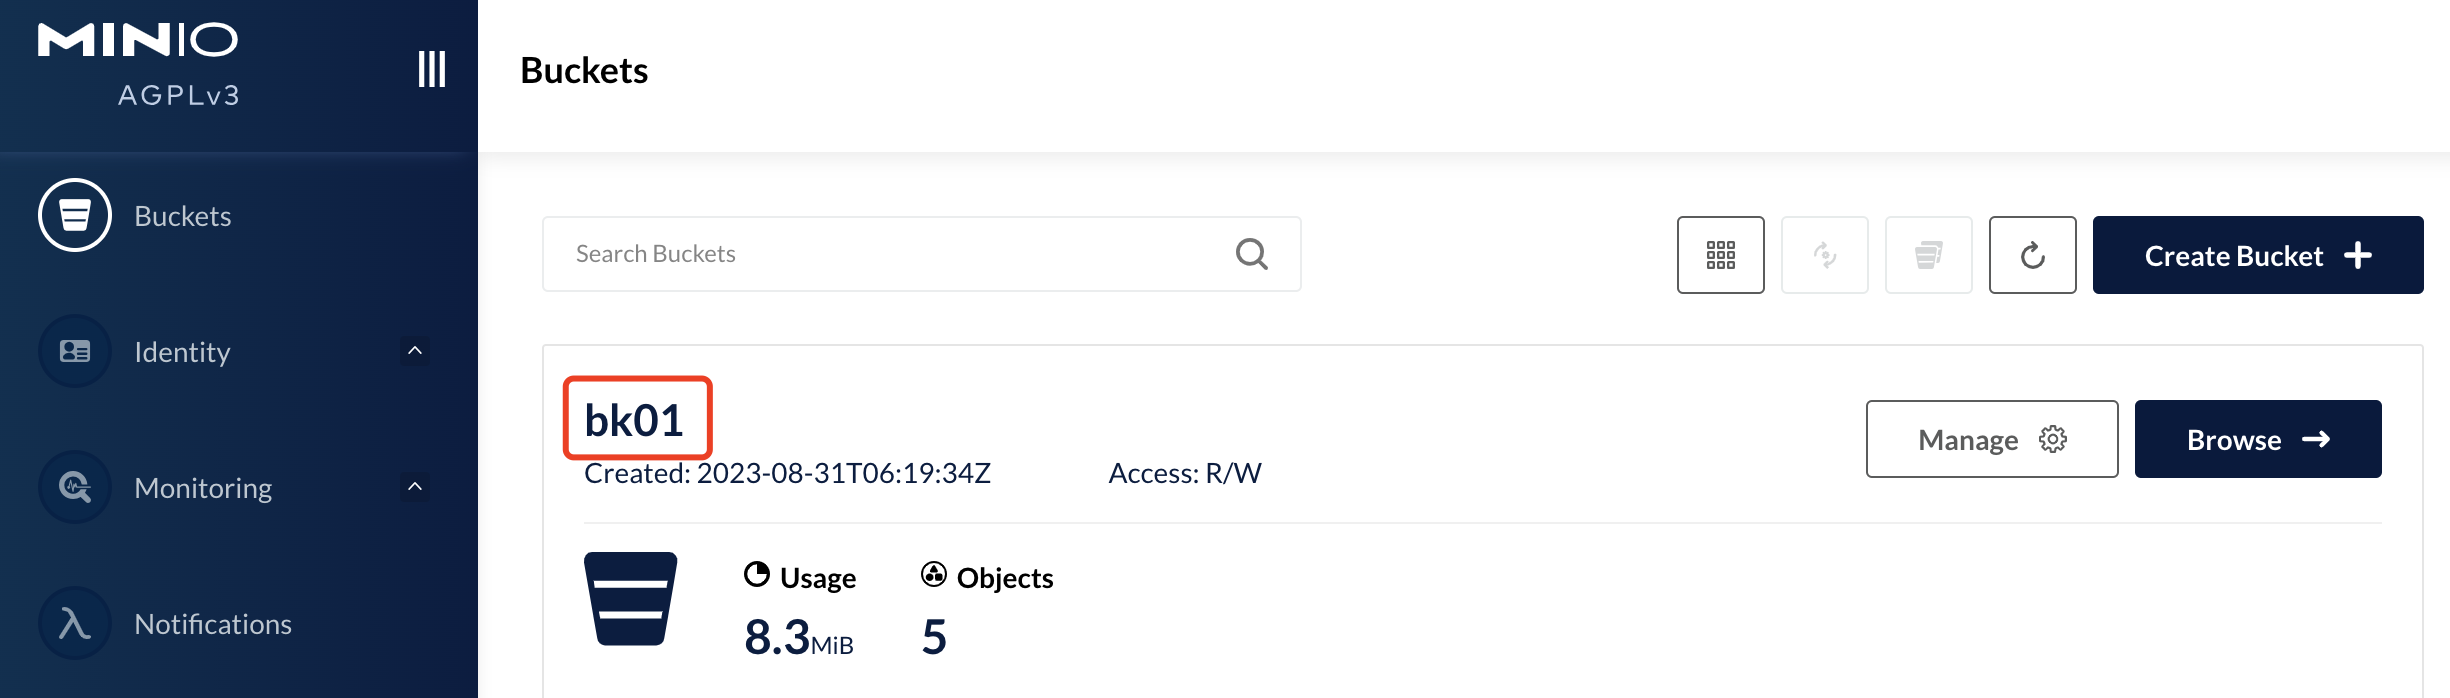 MINIO
AGPLv3
Buckets
Identity
Monitoring
Notifications
Buckets
Search Buckets
Create Bucket
bk01
Created: 2023-08-31T06:19:34Z Access: R/W
Manage
Browse
Usage Objects
8.3MiB 5